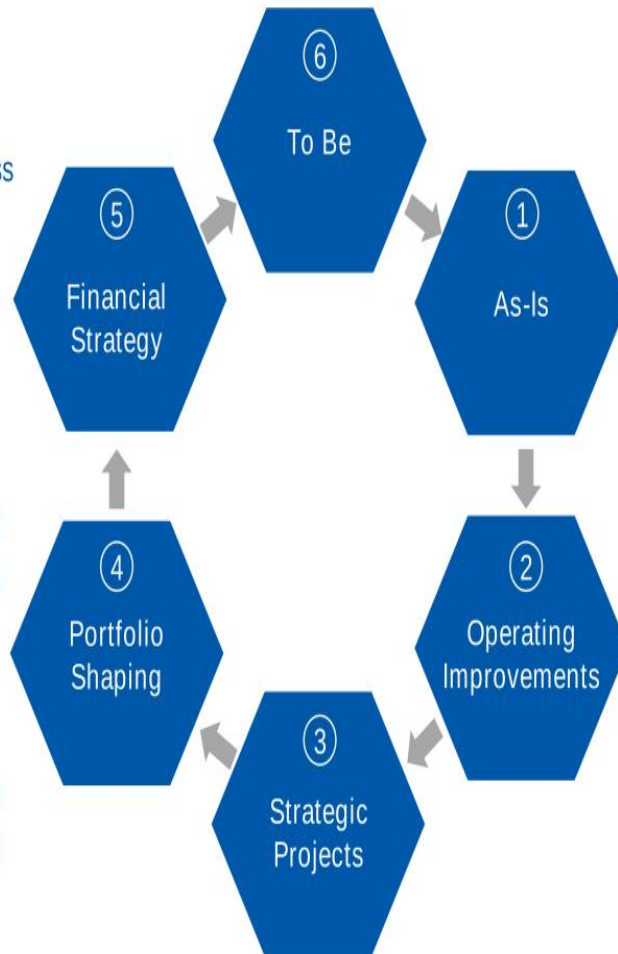 ⑥
To Be
①
As-Is
②
Operating
Improvements
③
Strategic
Projects
④
Portfolio
Shaping
⑤
Financial
Strategy